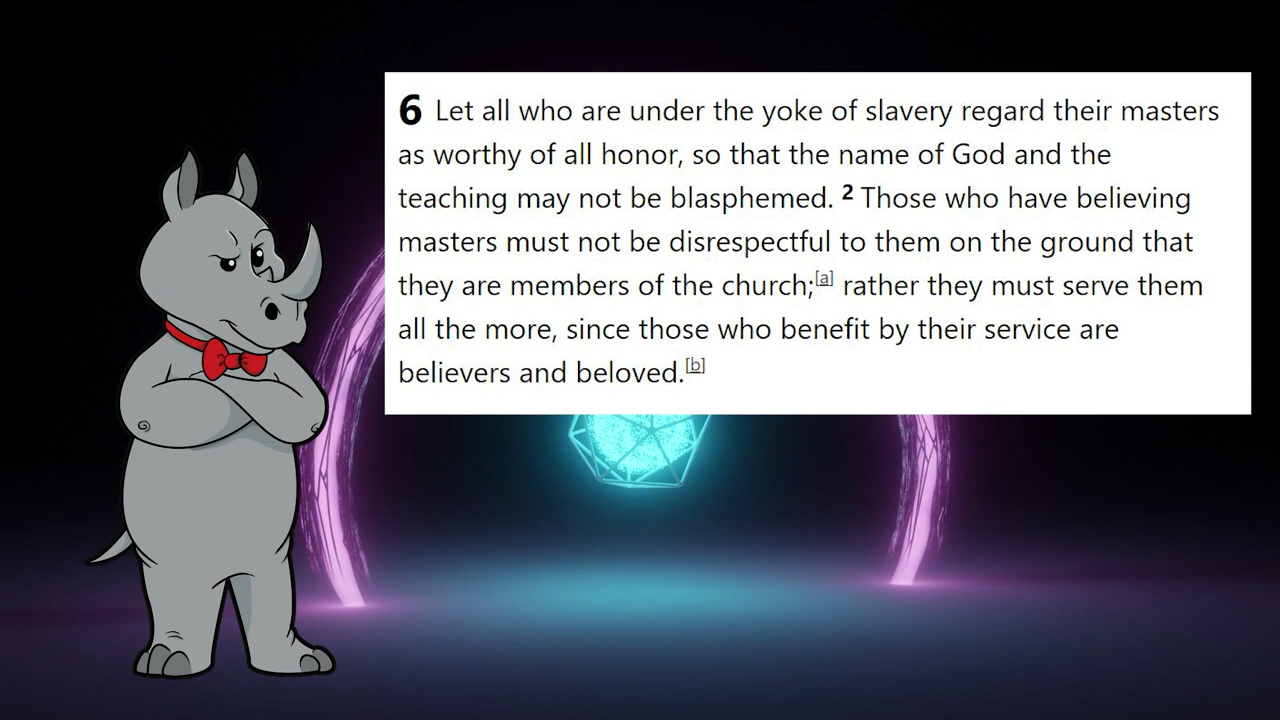 6 Let all who are under the yoke of slavery regard their masters
as worthy of all honor, so that the name of God and the
teaching may not be blasphemed. 2 Those who have believing
masters must not be disrespectful to them on the ground that
they are members of the church;[a] rather they must serve them
all the more, since those who benefit by their service are
believers and beloved.[b]